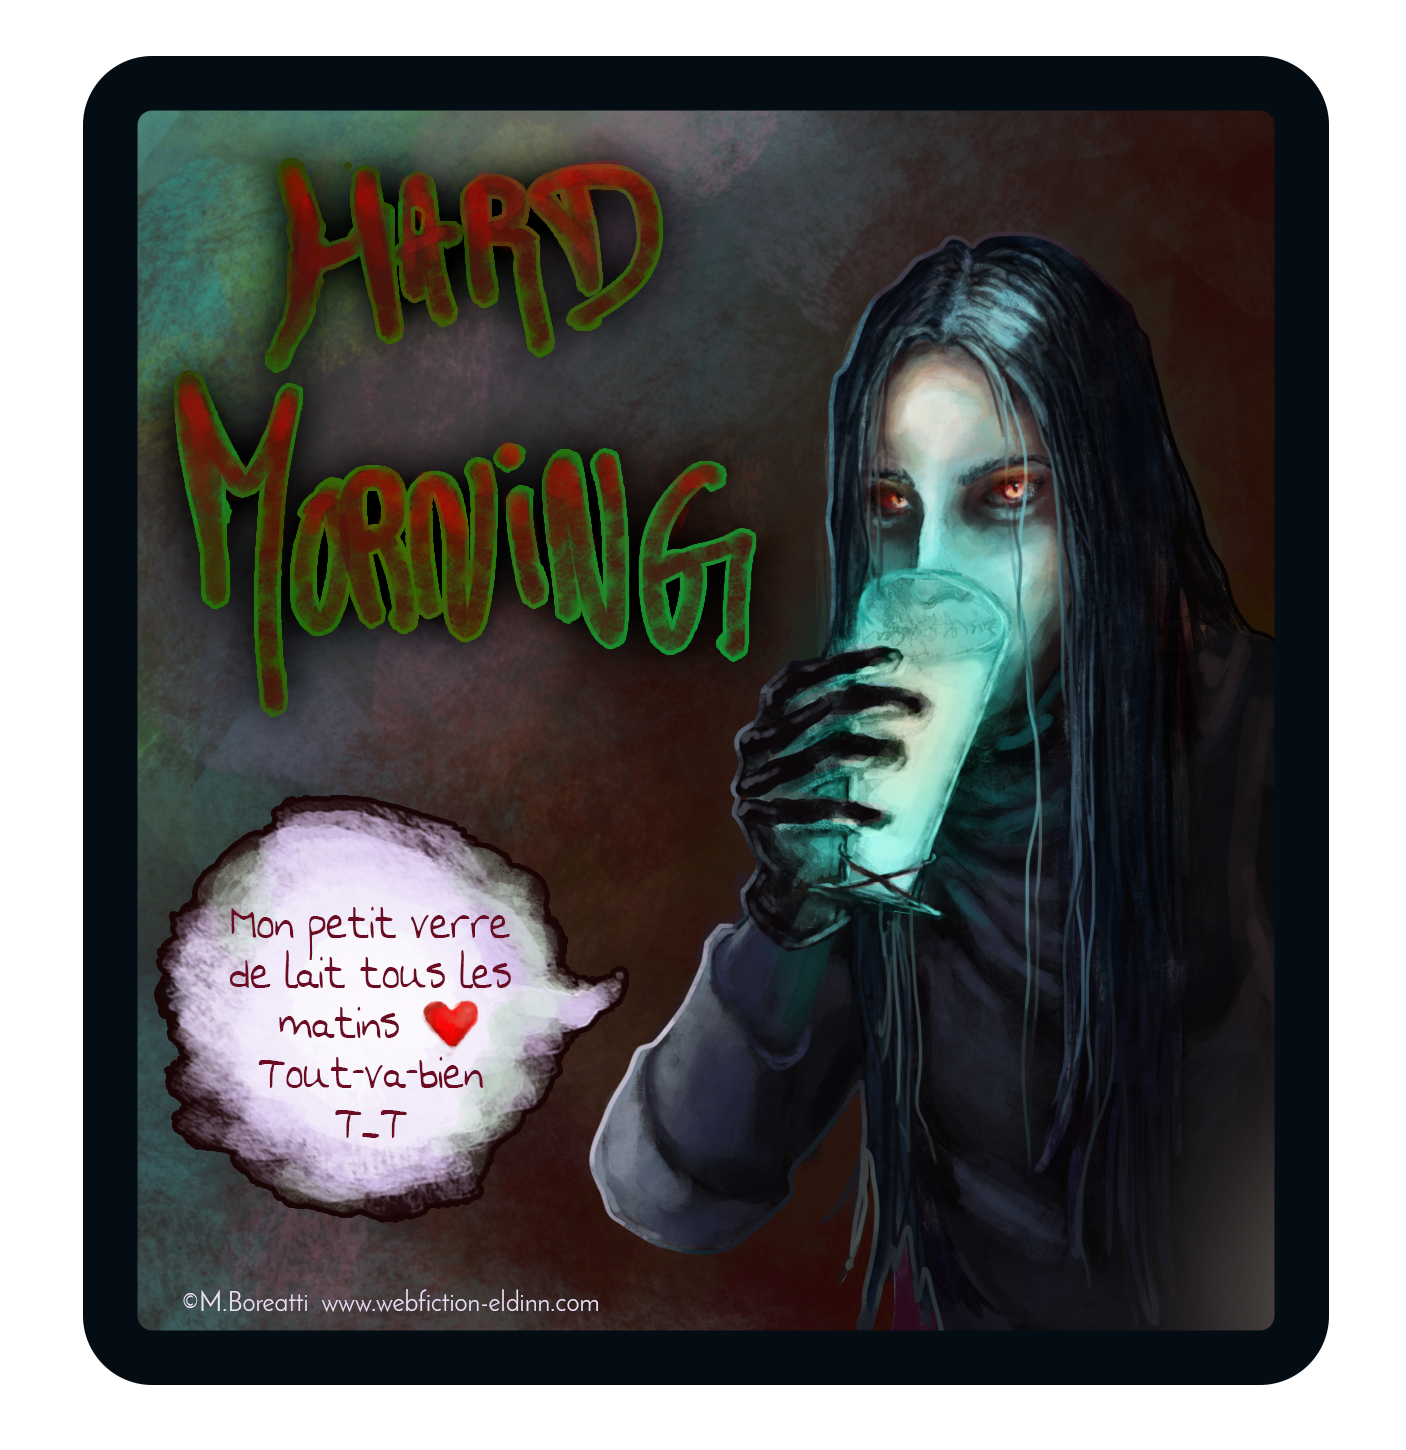 HARD
MORNiNG
Mon petit verre
de lait tous les
matins ❤
Tout-va-bien
T_T
©M.Boreatti www.webfiction-eldinn.com